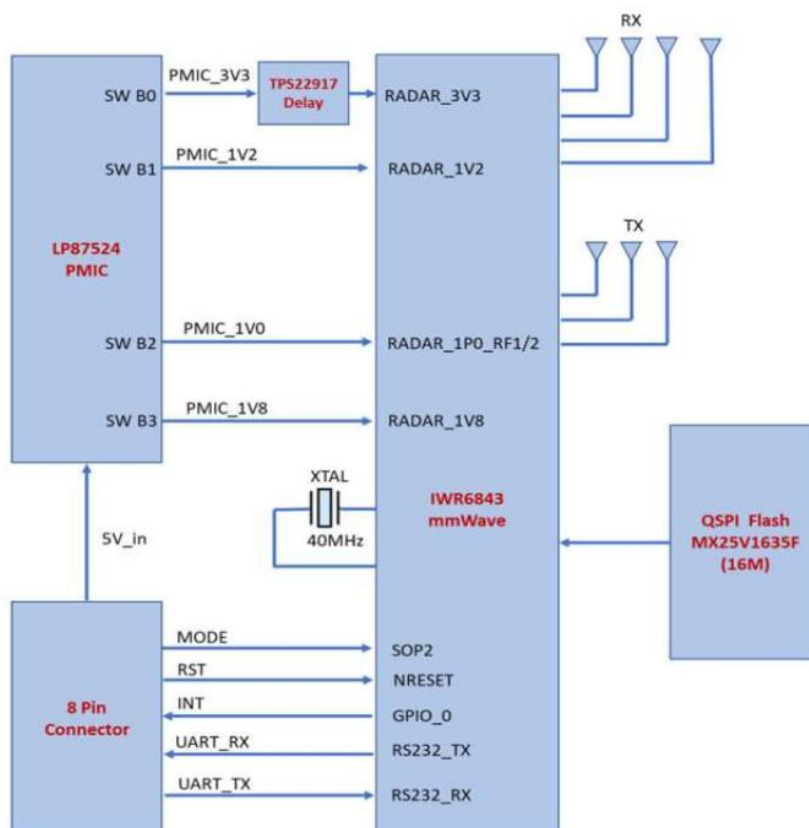 RX
PMIC_3V3
TPS22917
Delay
SW B0
RADAR_3V3
PMIC_1V2
SW B1
RADAR_1V2
LP87524
PMIC
TX
PMIC_1V0
SW B2
RADAR_1P0_RF1/2
PMIC_1V8
SW B3
RADAR_1V8
XTAL
40MHz
IWR6843
mmWave
QSPI Flash
MX25V1635F
(16M)
5V_in
MODE
SOP2
RST
NRESET
8 Pin
Connector
INT
GPIO_0
UART_RX
RS232_TX
UART_TX
RS232_RX